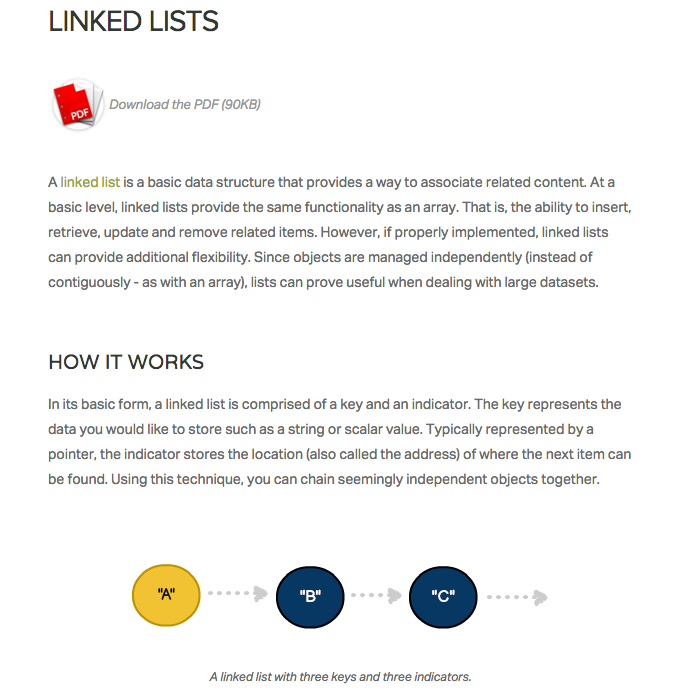 LINKED LISTS
PDF
Download the PDF (90KB)
A linked list is a basic data structure that provides a way to associate related content. At a
basic level, linked lists provide the same functionality as an array. That is, the ability to insert,
retrieve, update and remove related items. However, if properly implemented, linked lists
can provide additional flexibility. Since objects are managed independently (instead of
contiguously - as with an array), lists can prove useful when dealing with large datasets.
HOW IT WORKS
In its basic form, a linked list is comprised of a key and an indicator. The key represents the
data you would like to store such as a string or scalar value. Typically represented by a
pointer, the indicator stores the location (also called the address) of where the next item can
be found. Using this technique, you can chain seemingly independent objects together.
"A" "B" "C"
A linked list with three keys and three indicators.